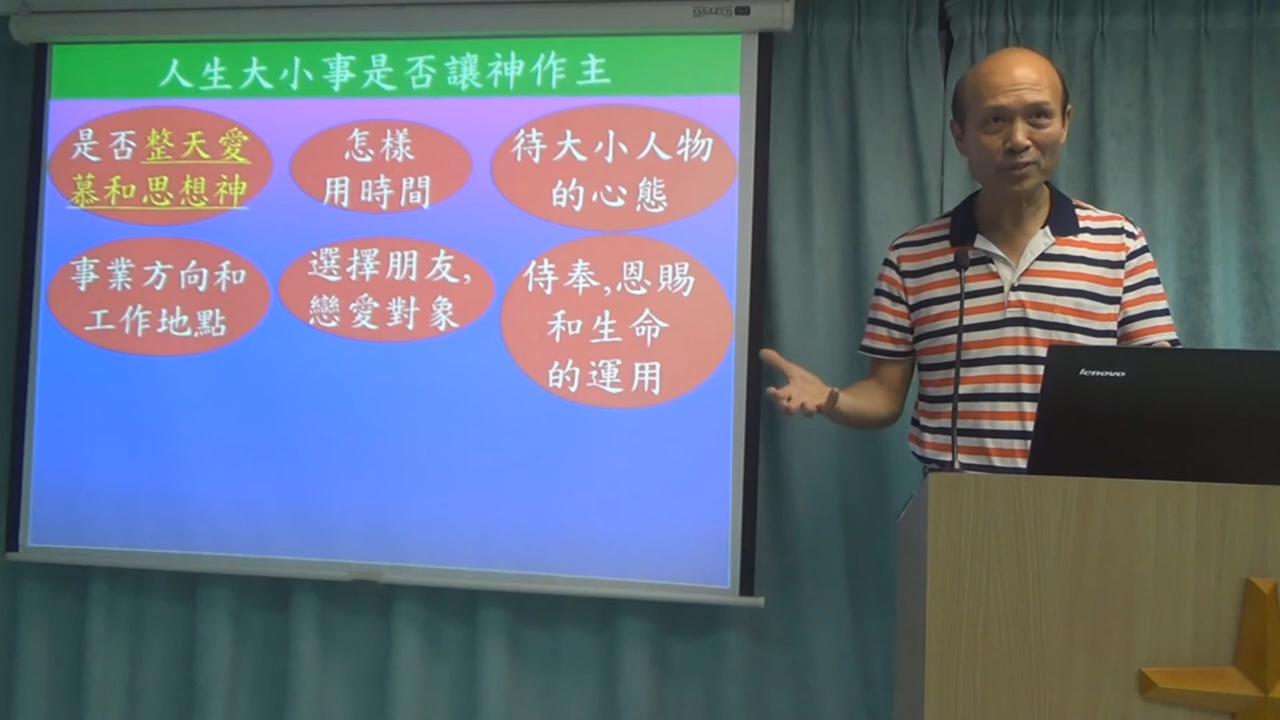 人生大小事是否讓神作主
是否整天愛
慕和思想神
怎樣
用時間
待大小人物
的心態
事業方向和
工作地點
選擇朋友,
戀愛對象
侍奉,恩賜
和生命
的運用
lenovo